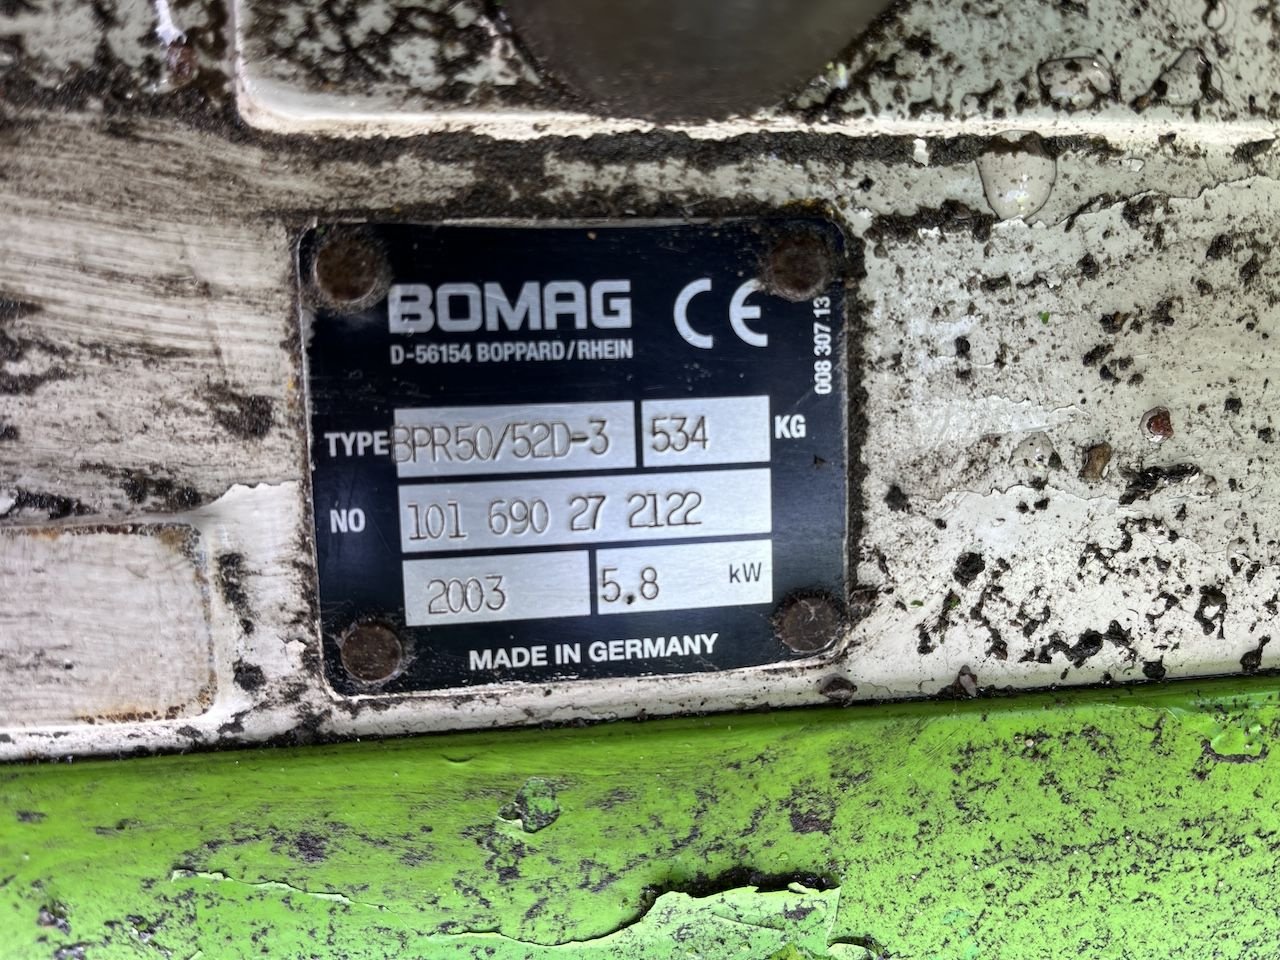 BOMAG CE
D-56154 BOPPARD/RHEIN
008 307 13
TYPE BPR50/52D-3 534 KG
NO 101 690 27 2122
2003 5,8 kW
MADE IN GERMANY